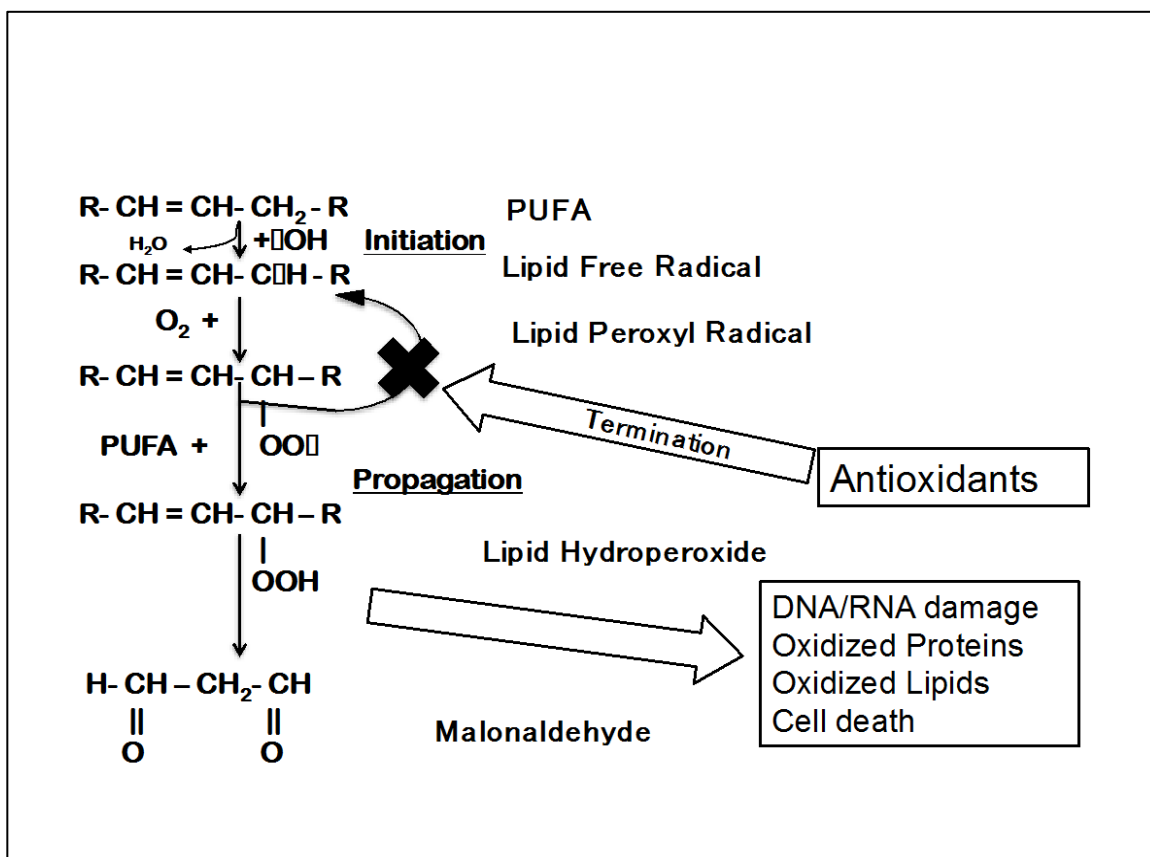 R- CH = CH- CH₂ - R
PUFA
H₂O
+▯OH
Initiation
R- CH = CH- C▯H - R
Lipid Free Radical
O₂ +
Lipid Peroxyl Radical
R- CH = CH- CH – R
|
OO▯
PUFA +
Termination
Antioxidants
Propagation
R- CH = CH- CH – R
|
OOH
Lipid Hydroperoxide
DNA/RNA damage
Oxidized Proteins
Oxidized Lipids
Cell death
H- CH – CH₂- CH
|| ||
O O
Malonaldehyde